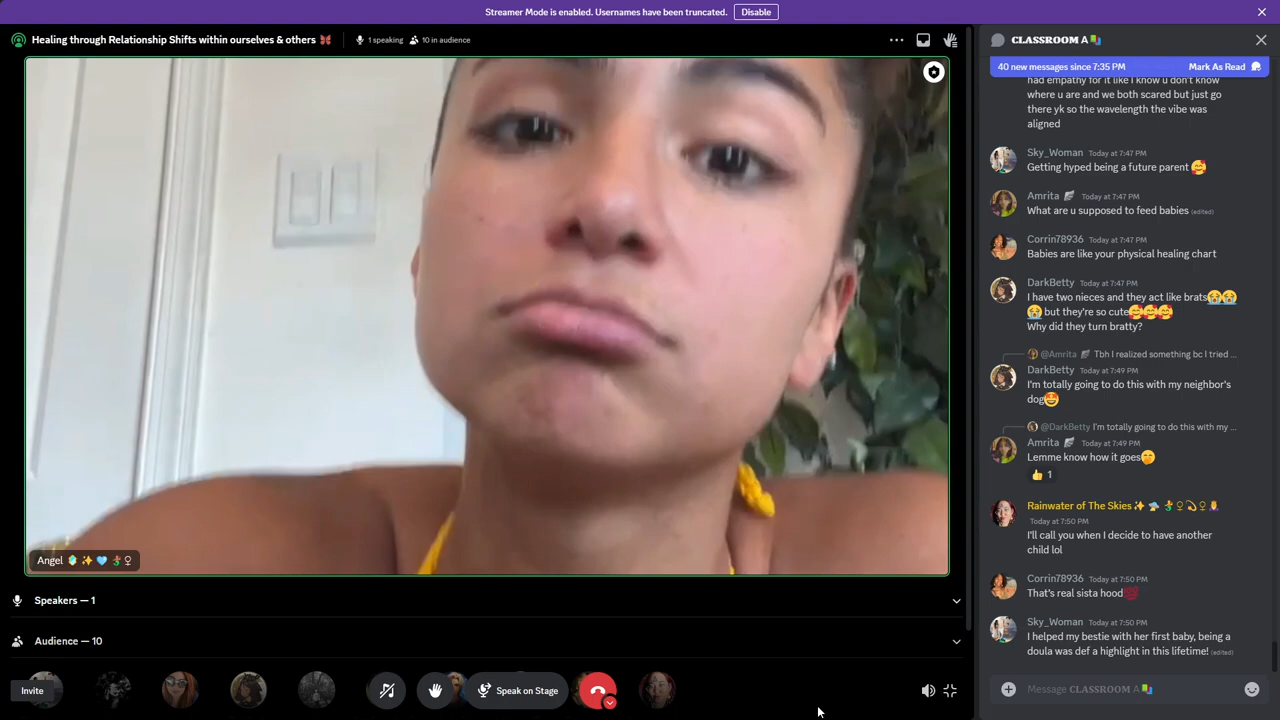 Streamer Mode is enabled. Usernames have been truncated. Disable
Healing through Relationship Shifts within ourselves & others 🦋 1 speaking 10 in audience
Angel ✨ 💙 🧜‍♀
Speakers — 1
Audience — 10
Invite
Speak on Stage
CLASSROOM A
40 new messages since 7:35 PM Mark As Read
had empathy for it like I know u don't know
where u are and we both scared but just go
there yk so the wavelength the vibe was
aligned
Sky_Woman Today at 7:47 PM
Getting hyped being a future parent 🥰
Amrita Today at 7:47 PM
What are u supposed to feed babies (edited)
Corrin78936 Today at 7:47 PM
Babies are like your physical healing chart
DarkBetty Today at 7:47 PM
I have two nieces and they act like brats😭😭
😭 but they're so cute🥰🥰🥰
Why did they turn bratty?
@Amrita Tbh I realized something bc I tried ...
DarkBetty Today at 7:49 PM
I'm totally going to do this with my neighbor's
dog🤩
@DarkBetty I'm totally going to do this with my ...
Amrita Today at 7:49 PM
Lemme know how it goes🤭
👍 1
Rainwater of The Skies ✨
Today at 7:50 PM
I'll call you when I decide to have another
child lol
Corrin78936 Today at 7:50 PM
That's real sista hood💯
Sky_Woman Today at 7:50 PM
I helped my bestie with her first baby, being a
doula was def a highlight in this lifetime! (edited)
Message CLASSROOM A